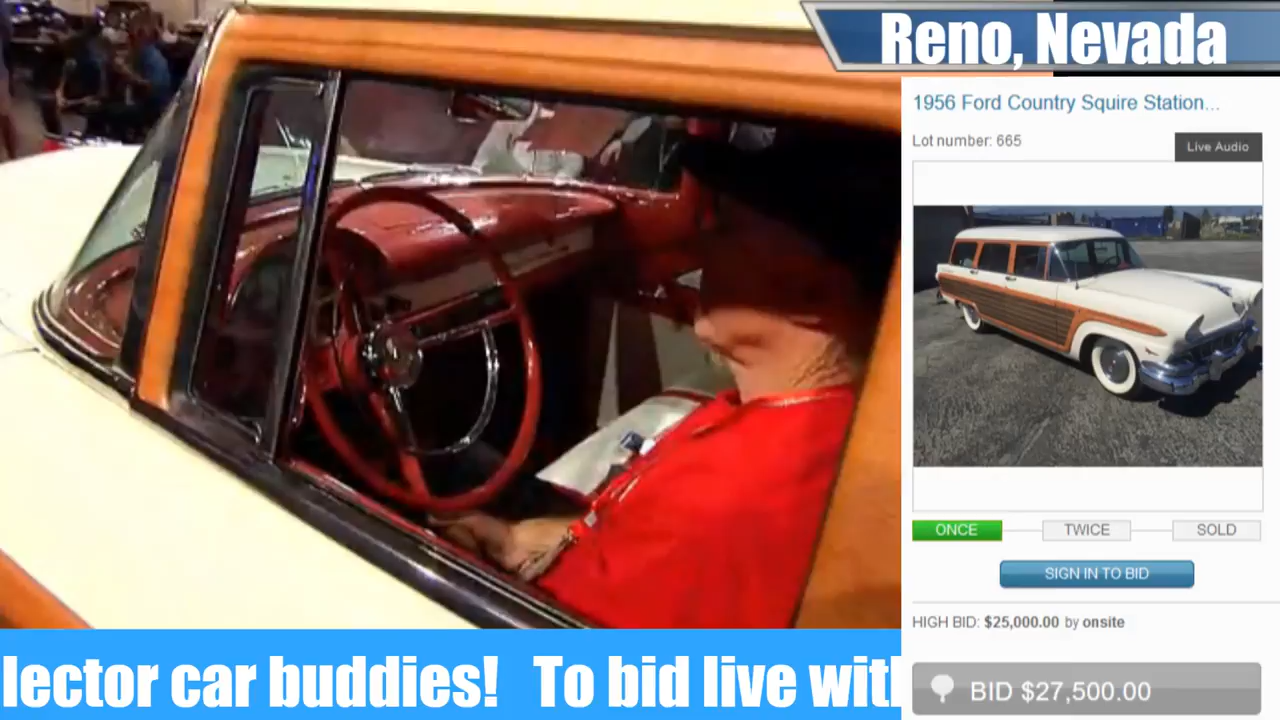 Reno, Nevada
1956 Ford Country Squire Station...
Lot number: 665
Live Audio
ONCE
TWICE
SOLD
SIGN IN TO BID
HIGH BID: $25,000.00 by onsite
BID $27,500.00
lector car buddies! To bid live with